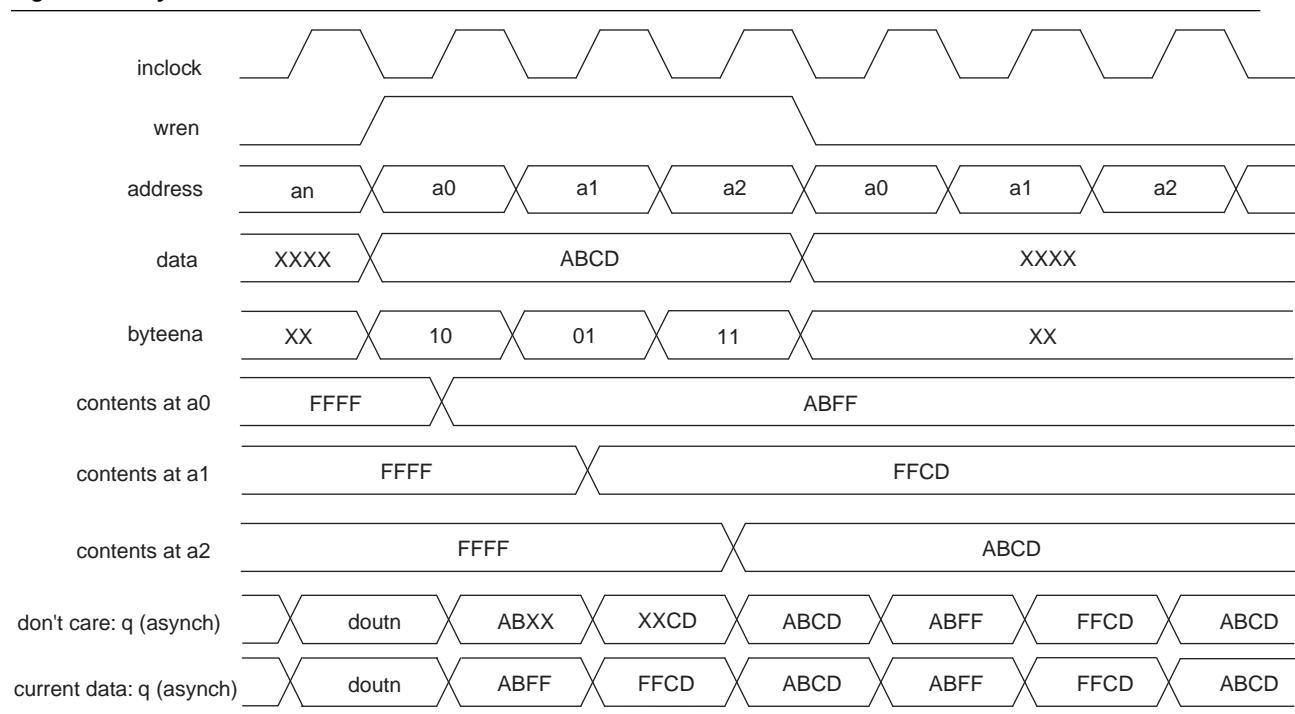 inclock
wren
address an a0 a1 a2 a0 a1 a2
data XXXX ABCD XXXX
byteena XX 10 01 11 XX
contents at a0 FFFF ABFF
contents at a1 FFFF FFCD
contents at a2 FFFF ABCD
don't care: q (asynch) doutn ABXX XXCD ABCD ABFF FFCD ABCD
current data: q (asynch) doutn ABFF FFCD ABCD ABFF FFCD ABCD